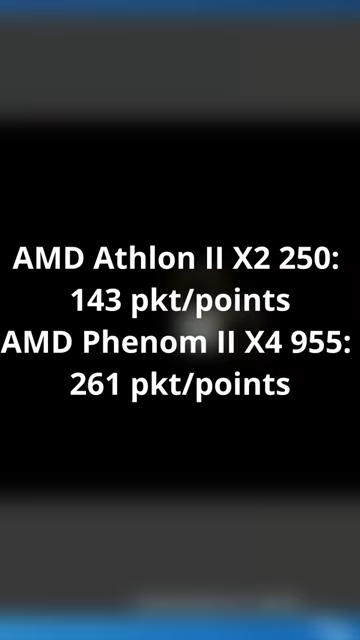 AMD Athlon II X2 250:
143 pkt/points
AMD Phenom II X4 955:
261 pkt/points